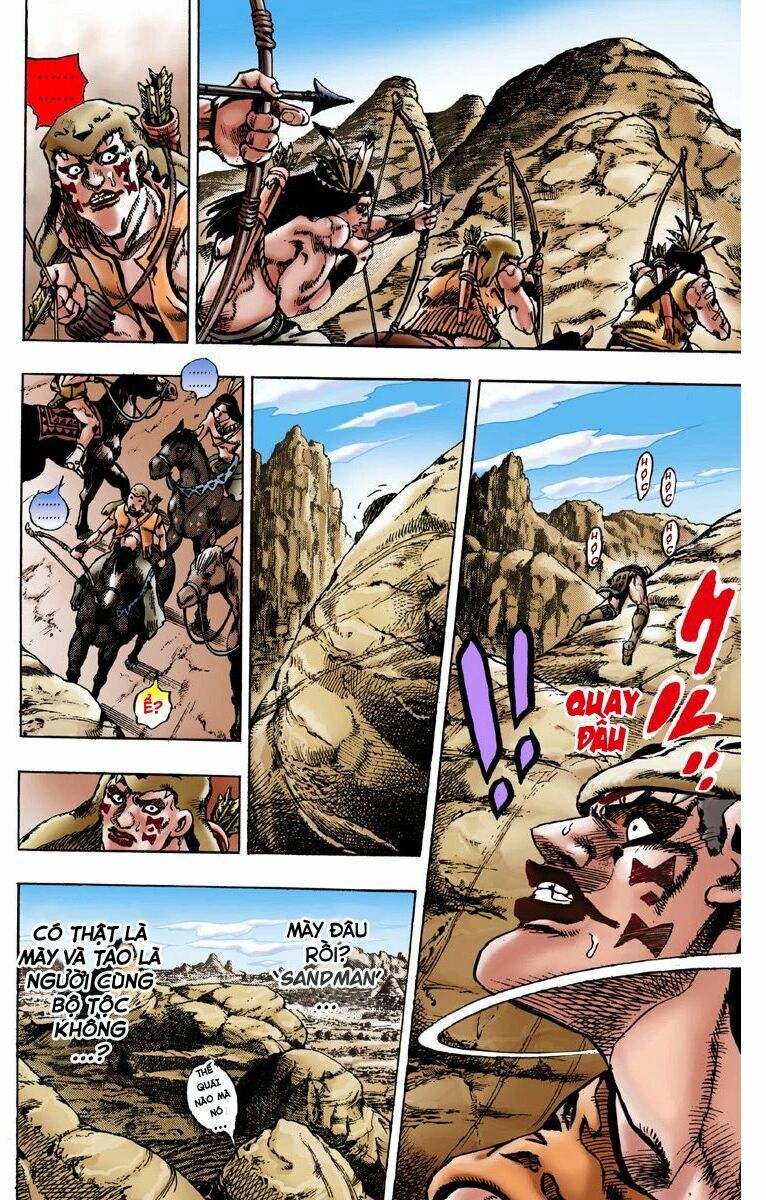 ......
......
HỘC
HỘC
HỘC
HỘC
QUAY
ĐẦU
!!
......
......
......
......
Ể?
MÀY ĐÂU
RỒI?
'SANDMAN'
...
CÓ THẬT LÀ
MÀY VÀ TAO LÀ
NGƯỜI CÙNG
BỘ TỘC
KHÔNG
...?
THẾ
QUÁI
NÀO MÀ
NÓ
...